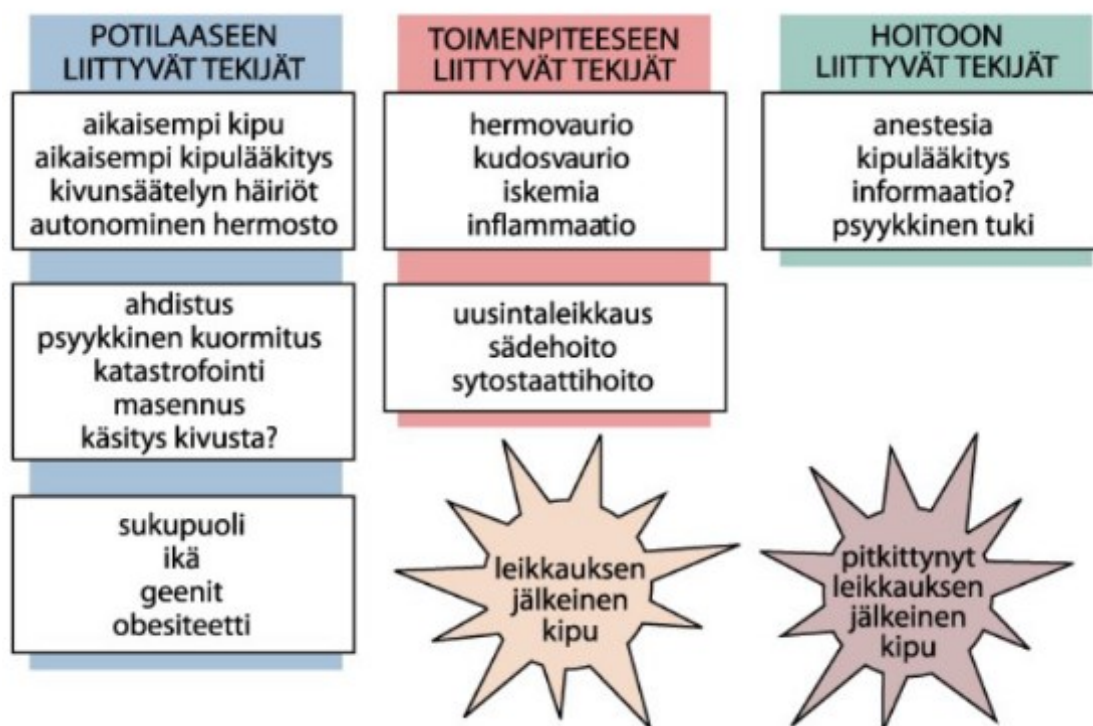 POTILAASEEN
LIITTYVÄT TEKIJÄT
aikaisempi kipu
aikaisempi kipulääkitys
kivunsäätelyn häiriöt
autonominen hermosto
ahdistus
psyykkinen kuormitus
katastrofointi
masennus
käsitys kivusta?
sukupuoli
ikä
geenit
obesiteetti
TOIMENPITEESEEN
LIITTYVÄT TEKIJÄT
hermovaurio
kudosvaurio
iskemia
inflammaatio
uusintaleikkaus
sädehoito
sytostaattihoito
HOITOON
LIITTYVÄT TEKIJÄT
anestesia
kipulääkitys
informaatio?
psyykkinen tuki
leikkauksen
jälkeinen
kipu
pitkittynyt
leikkauksen
jälkeinen
kipu